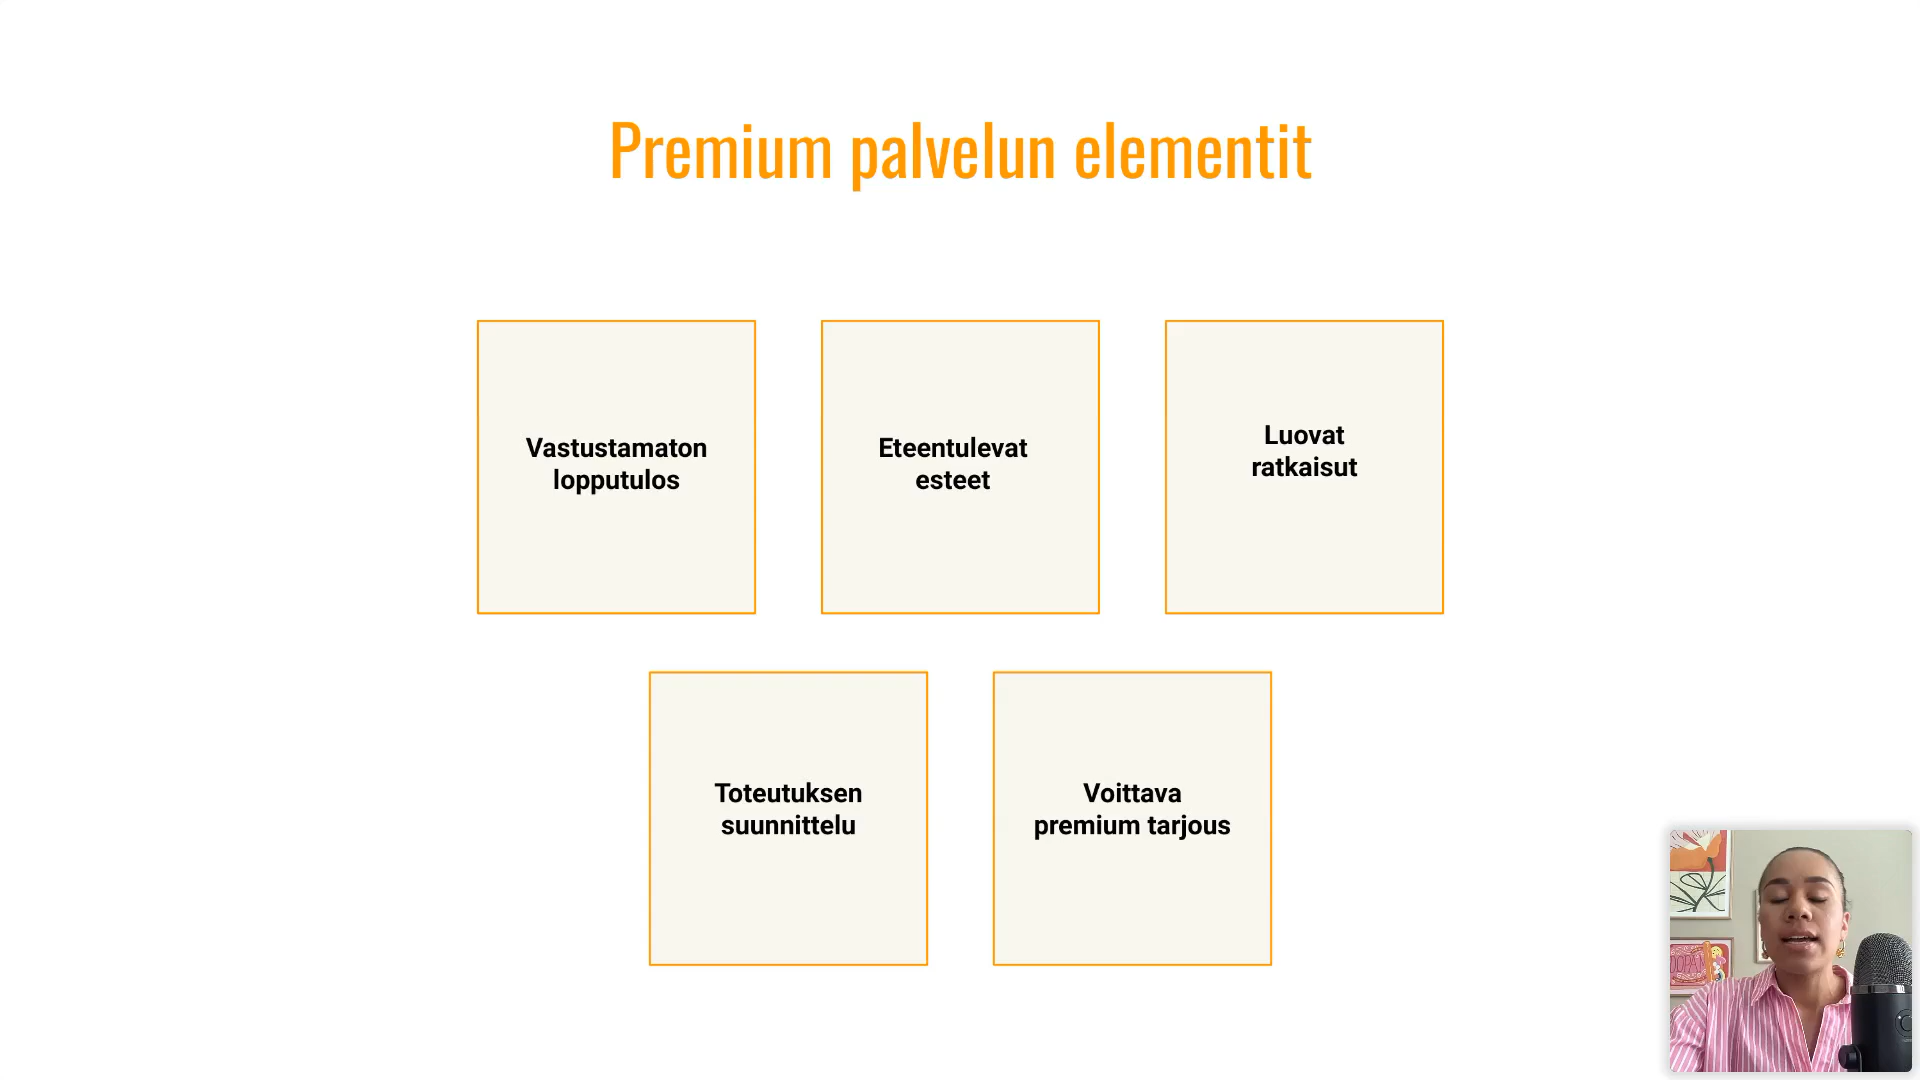 Premium palvelun elementit
Vastustamaton
lopputulos
Eteentulevat
esteet
Luovat
ratkaisut
Toteutuksen
suunnittelu
Voittava
premium tarjous